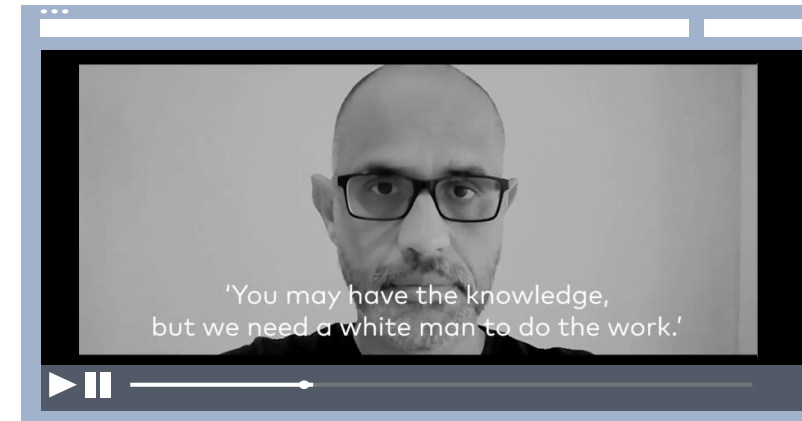 ‘You may have the knowledge,
but we need a white man to do the work.’